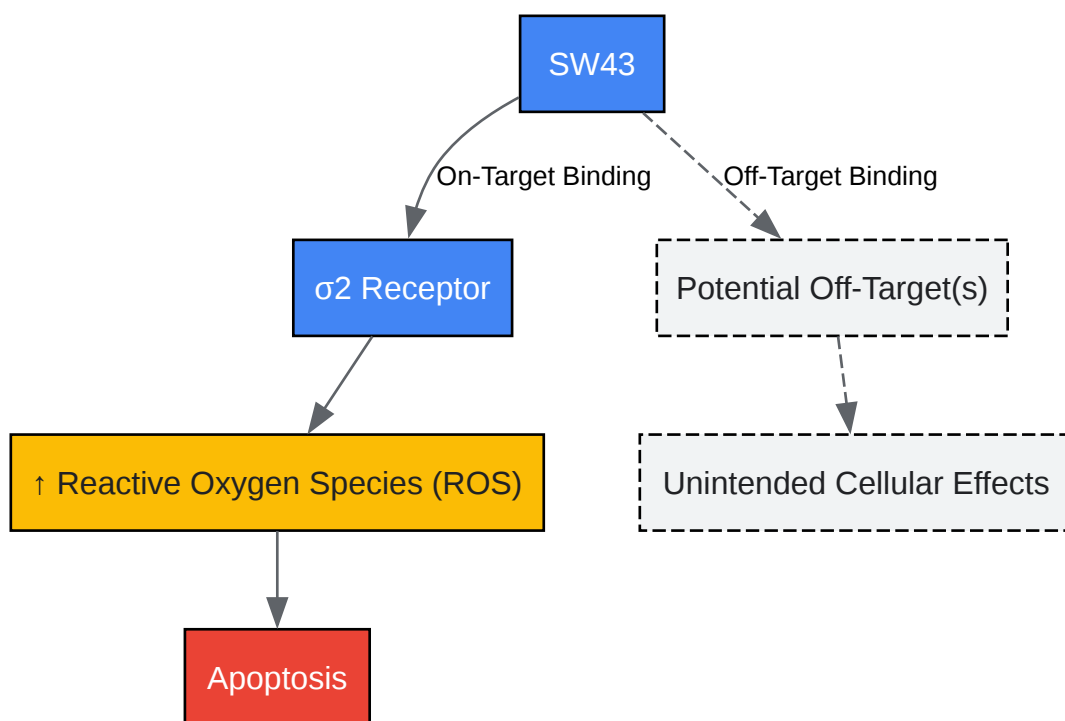 SW43
On-Target Binding
Off-Target Binding
σ2 Receptor
Potential Off-Target(s)
↑ Reactive Oxygen Species (ROS)
Unintended Cellular Effects
Apoptosis